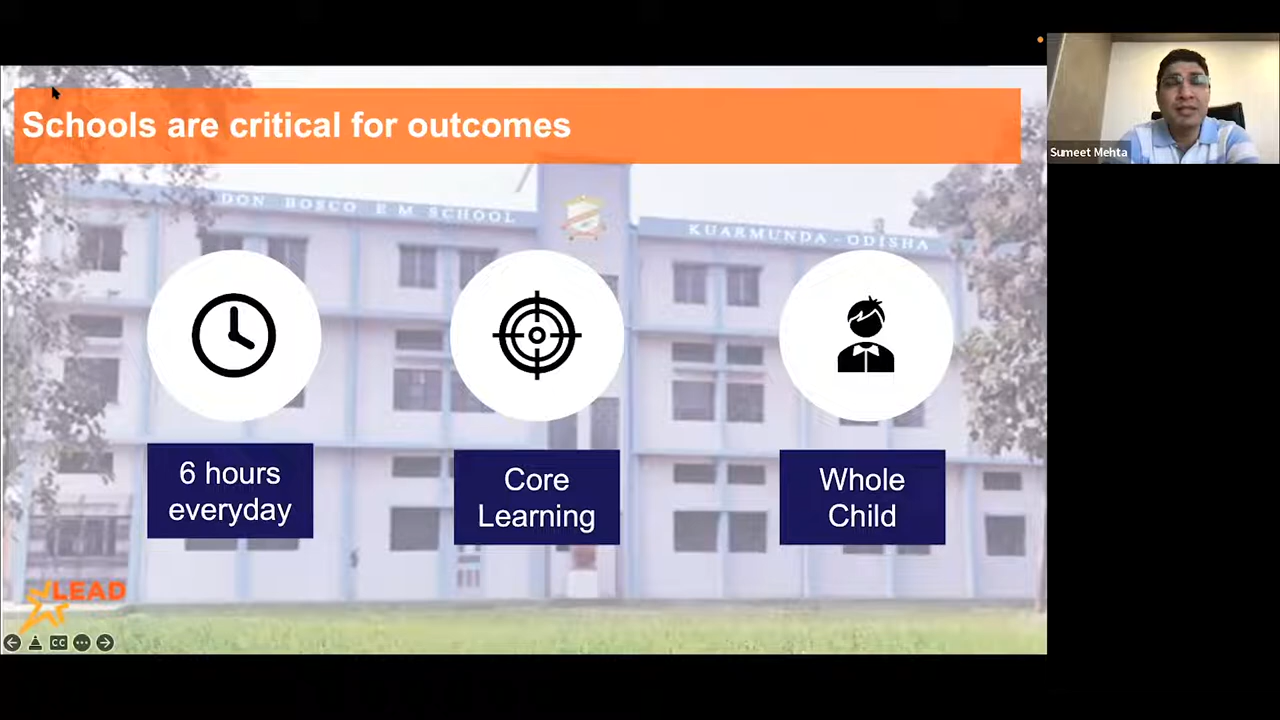 Schools are critical for outcomes
Sumeet Mehta
DON BOSCO E M SCHOOL
KUARMUNDA-ODISHA
6 hours
everyday
Core
Learning
Whole
Child
LEAD
CC